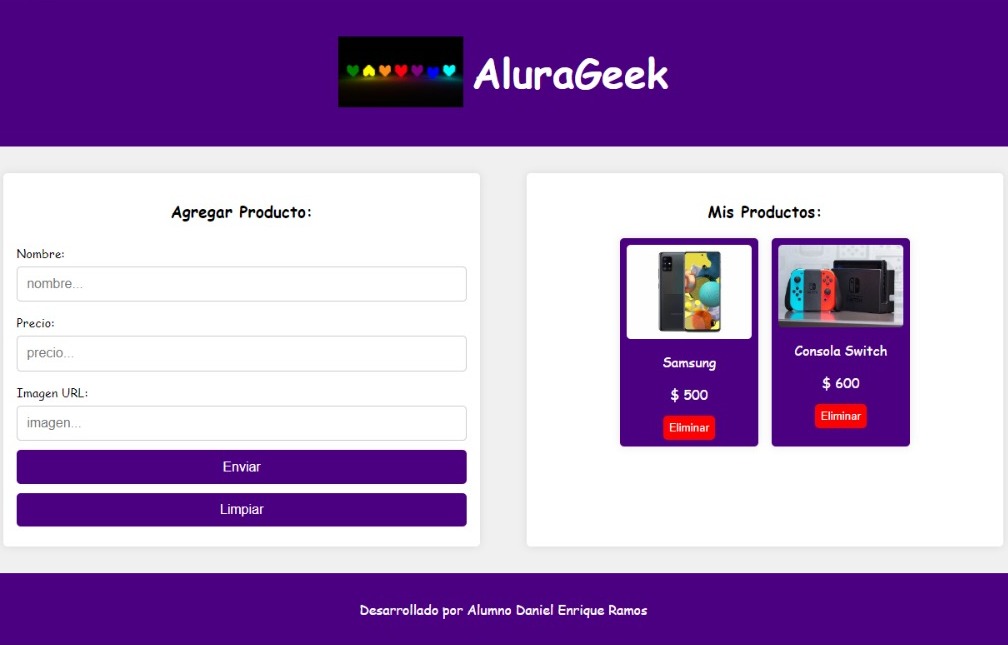 AluraGeek
Agregar Producto:
Nombre:
nombre...
Precio:
precio...
Imagen URL:
imagen...
Enviar
Limpiar
Mis Productos:
Samsung
$ 500
Eliminar
Consola Switch
$ 600
Eliminar
Desarrollado por Alumno Daniel Enrique Ramos